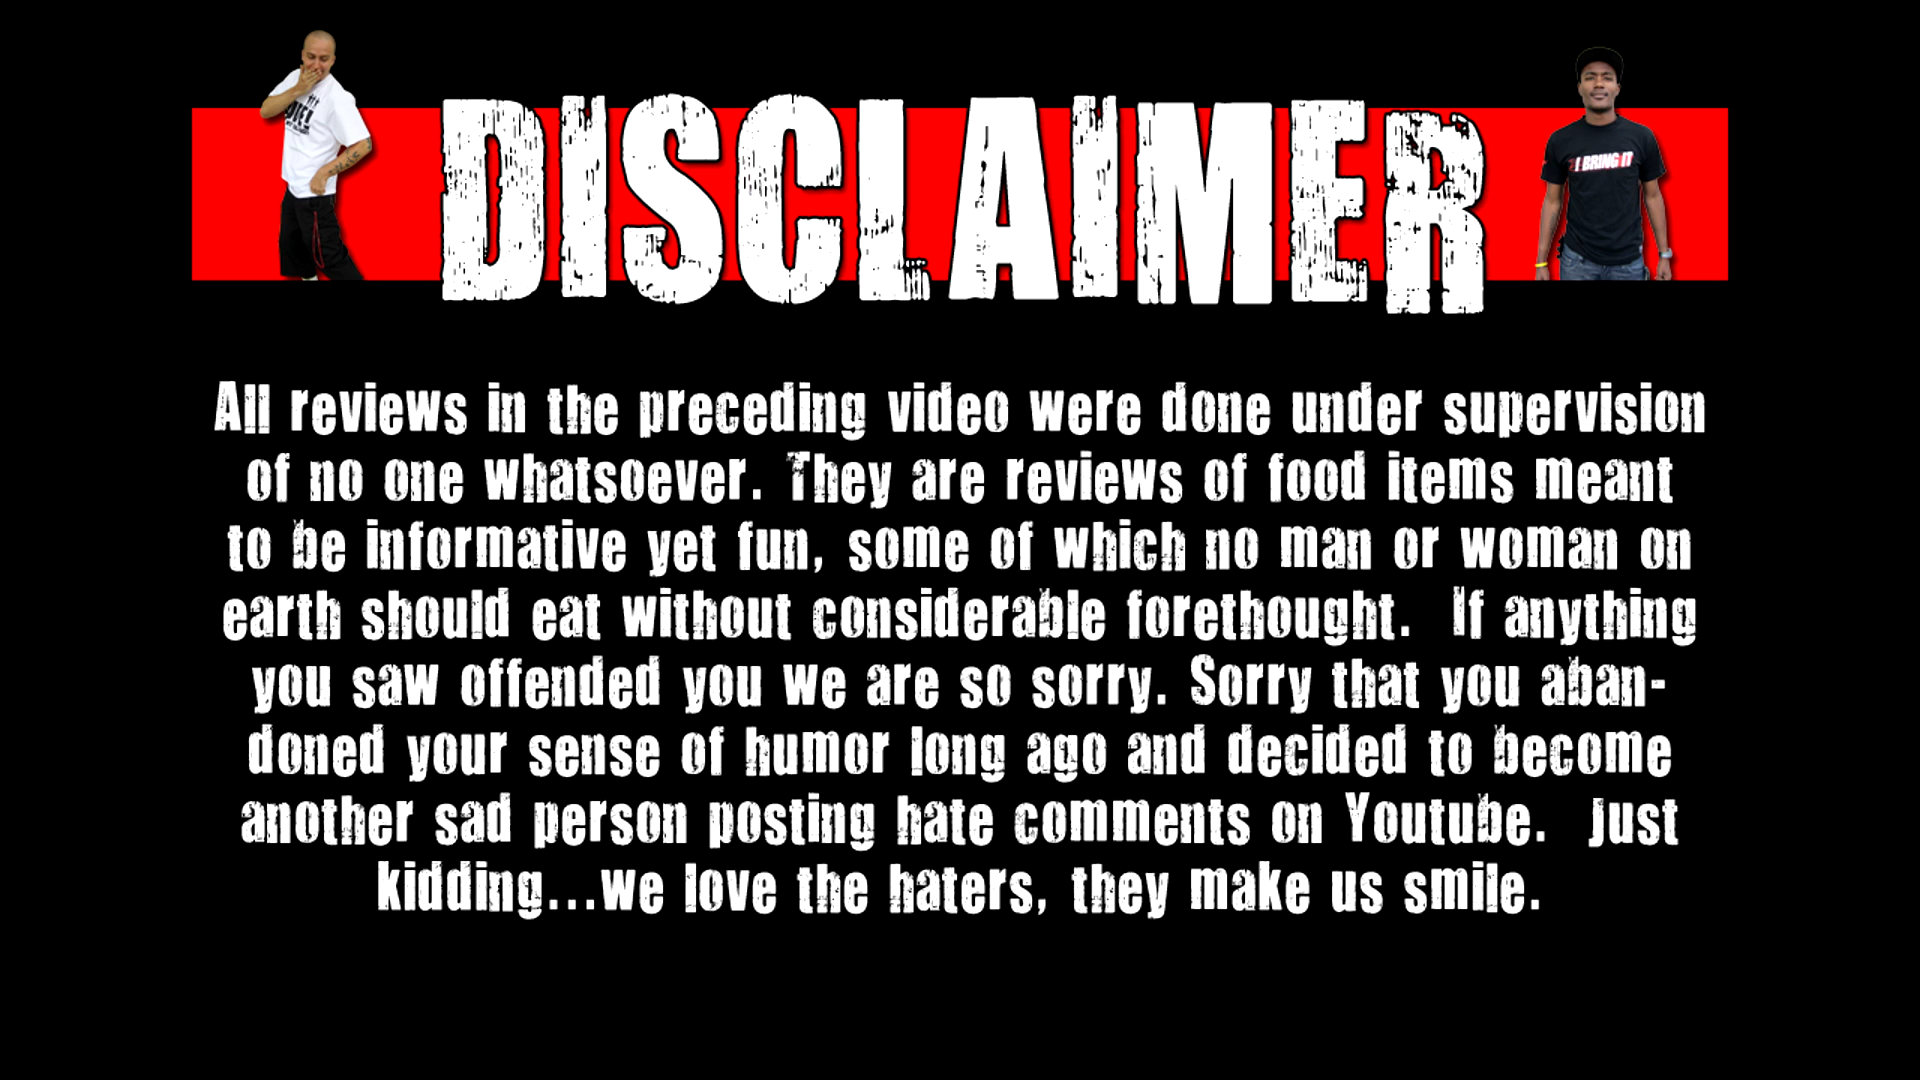 DISCLAIMER
DIE!
I BRING IT
All reviews in the preceding video were done under supervision
of no one whatsoever. They are reviews of food items meant
to be informative yet fun, some of which no man or woman on
earth should eat without considerable forethought. If anything
you saw offended you we are so sorry. Sorry that you aban-
doned your sense of humor long ago and decided to become
another sad person posting hate comments on Youtube. Just
kidding...we love the haters, they make us smile.